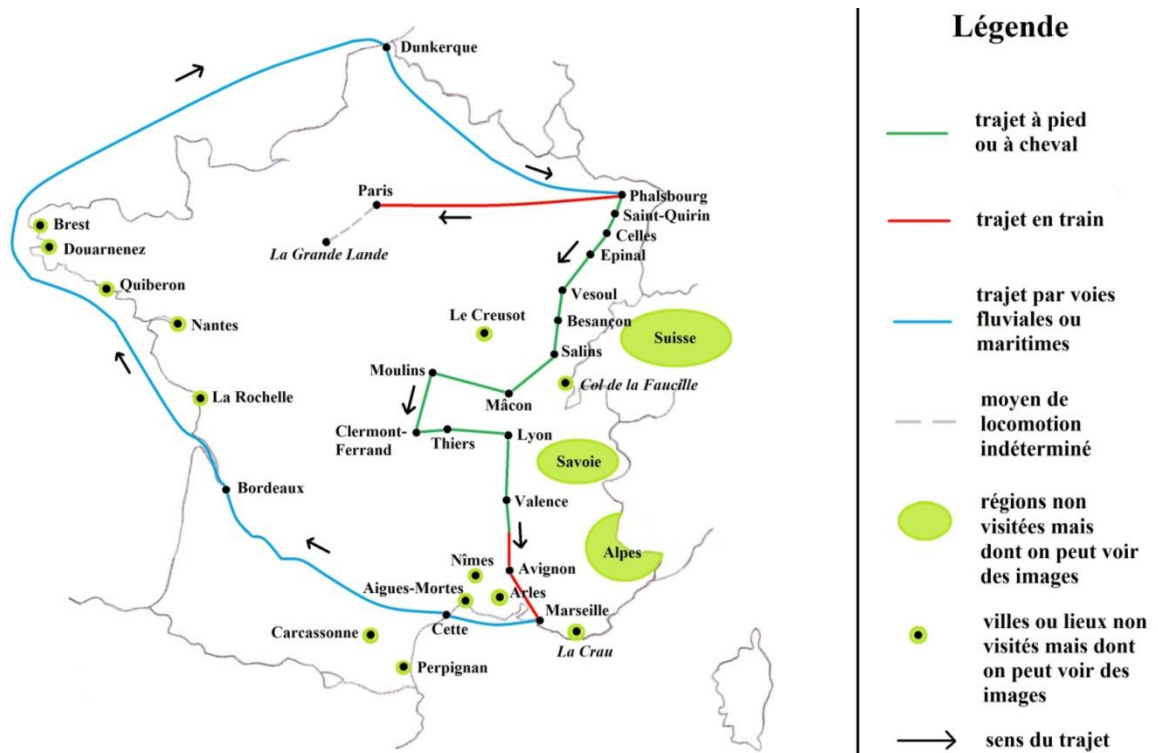 Dunkerque
Paris
La Grande Lande
Phalsbourg
Saint-Quirin
Celles
Epinal
Vesoul
Besançon
Salins
Suisse
Brest
Douarnenez
Quiberon
Nantes
Le Creusot
Col de la Faucille
Moulins
Mâcon
La Rochelle
Clermont-
Ferrand
Thiers
Lyon
Savoie
Bordeaux
Valence
Alpes
Nîmes
Avignon
Aigues-Mortes
Arles
Marseille
Cette
La Crau
Carcassonne
Perpignan
Légende
trajet à pied
ou à cheval
trajet en train
trajet par voies
fluviales ou
maritimes
moyen de
locomotion
indéterminé
régions non
visitées mais
dont on peut voir
des images
villes ou lieux non
visités mais dont
on peut voir des
images
sens du trajet